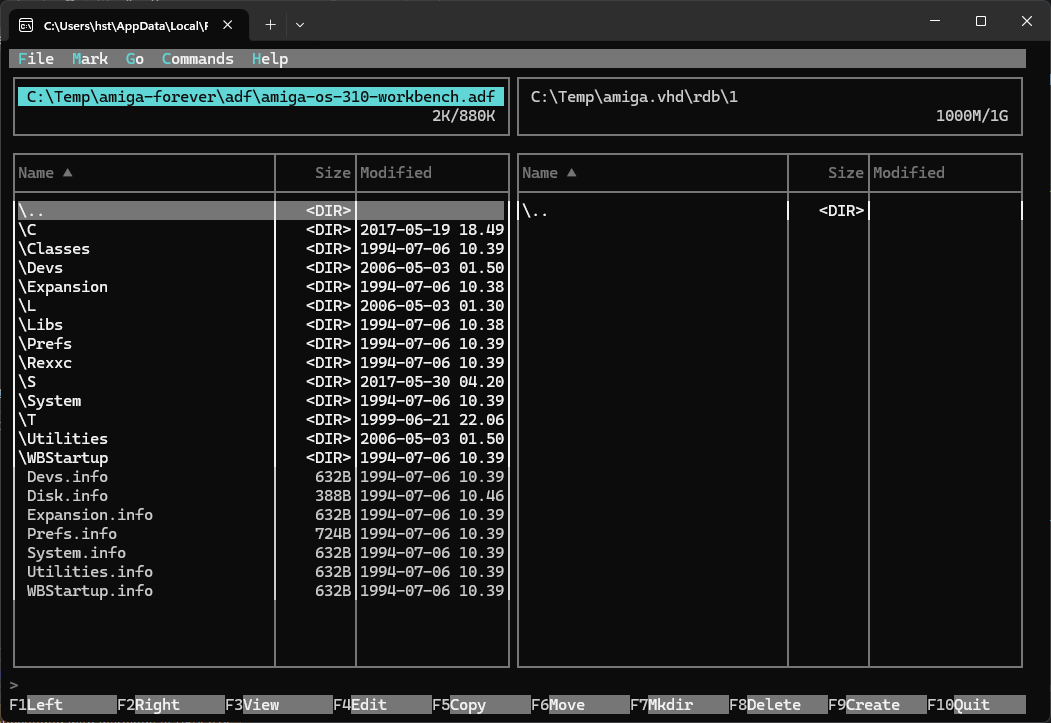 C:\Users\hst\AppData\Local\F
File Mark Go Commands Help
C:\Temp\amiga-forever\adf\amiga-os-310-workbench.adf
2K/880K
C:\Temp\amiga.vhd\rdb\1
1000M/1G
Name ▲ Size Modified
Name ▲ Size Modified
\.. <DIR>
\.. <DIR>
\C <DIR> 2017-05-19 18.49
\Classes <DIR> 1994-07-06 10.39
\Devs <DIR> 2006-05-03 01.50
\Expansion <DIR> 1994-07-06 10.38
\L <DIR> 2006-05-03 01.30
\Libs <DIR> 1994-07-06 10.38
\Prefs <DIR> 1994-07-06 10.39
\Rexxc <DIR> 1994-07-06 10.39
\S <DIR> 2017-05-30 04.20
\System <DIR> 1994-07-06 10.39
\T <DIR> 1999-06-21 22.06
\Utilities <DIR> 2006-05-03 01.50
\WBStartup <DIR> 1994-07-06 10.39
Devs.info 632B 1994-07-06 10.39
Disk.info 388B 1994-07-06 10.46
Expansion.info 632B 1994-07-06 10.39
Prefs.info 724B 1994-07-06 10.39
System.info 632B 1994-07-06 10.39
Utilities.info 632B 1994-07-06 10.39
WBStartup.info 632B 1994-07-06 10.39
>
F1Left F2Right F3View F4Edit F5Copy F6Move F7Mkdir F8Delete F9Create F10Quit